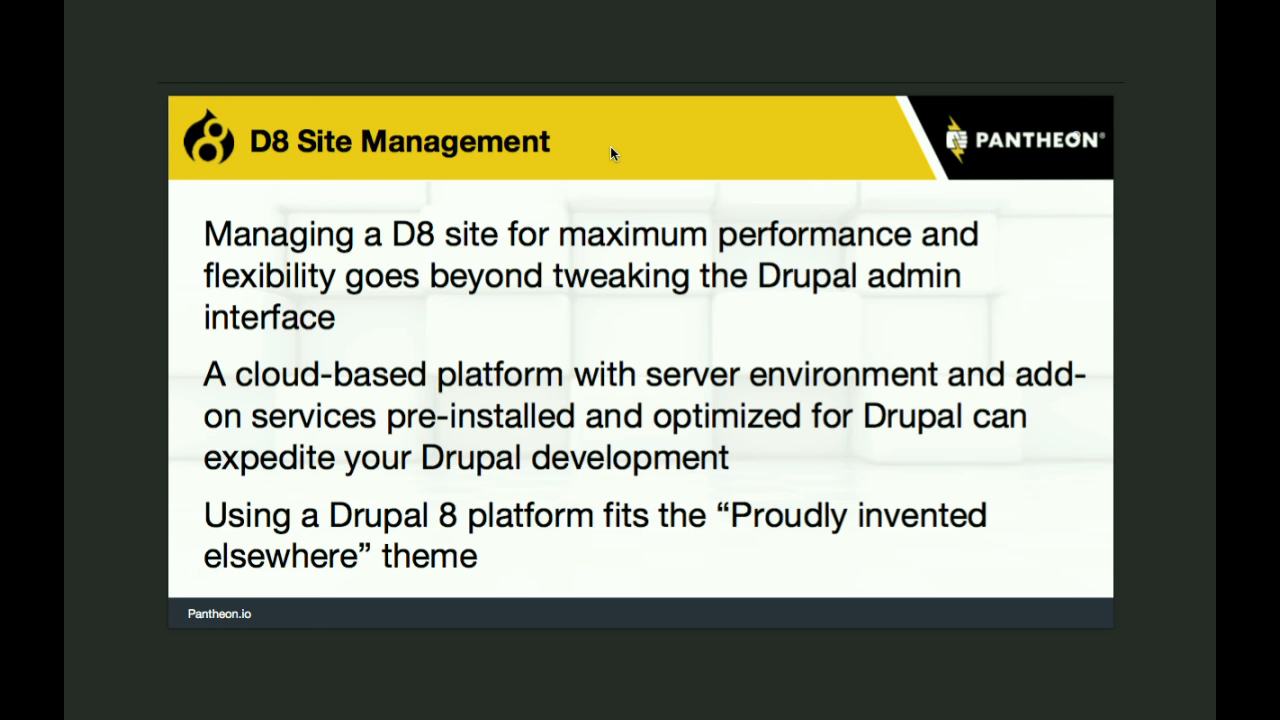 D8 Site Management
PANTHEON®
Managing a D8 site for maximum performance and
flexibility goes beyond tweaking the Drupal admin
interface
A cloud-based platform with server environment and add-
on services pre-installed and optimized for Drupal can
expedite your Drupal development
Using a Drupal 8 platform fits the “Proudly invented
elsewhere” theme
Pantheon.io